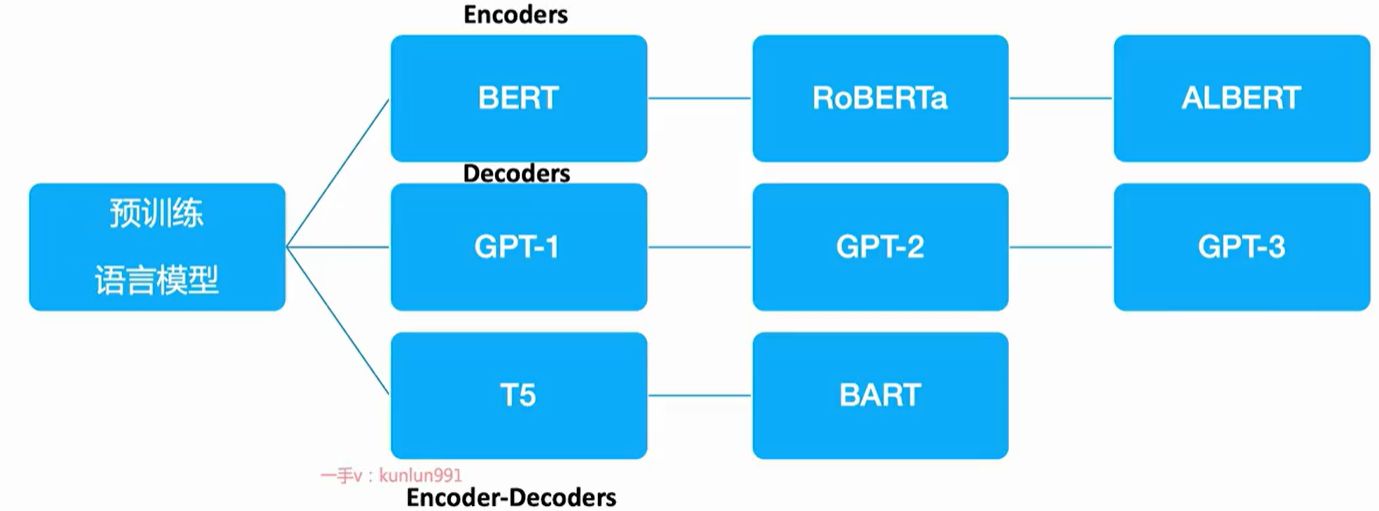 Encoders
BERT
RoBERTa
ALBERT
Decoders
预训练
语言模型
GPT-1
GPT-2
GPT-3
T5
BART
一手v：kunlun991
Encoder-Decoders